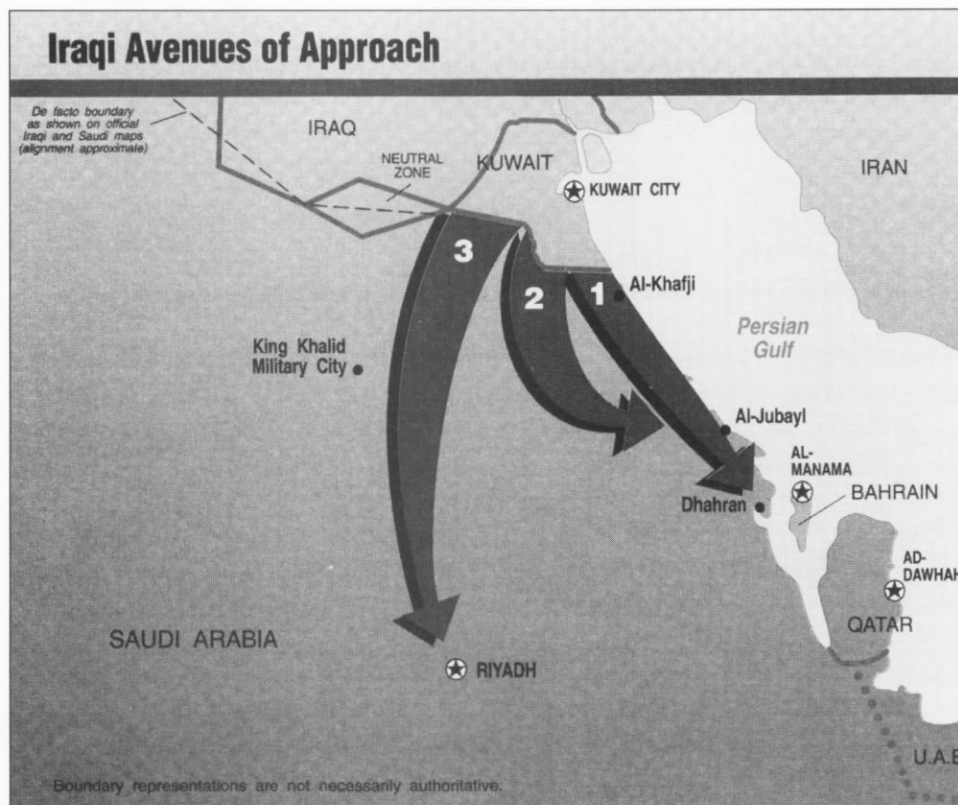 Iraqi Avenues of Approach
De facto boundary
as shown on official
Iraqi and Saudi maps
(alignment approximate)
IRAQ
NEUTRAL
ZONE
KUWAIT
KUWAIT CITY
IRAN
3
2
1
Al-Khafji
Persian
Gulf
King Khalid
Military City
Al-Jubayl
AL-
MANAMA
BAHRAIN
Dhahran
AD-
DAWHAH
QATAR
SAUDI ARABIA
RIYADH
U.A.E
Boundary representations are not necessarily authoritative.